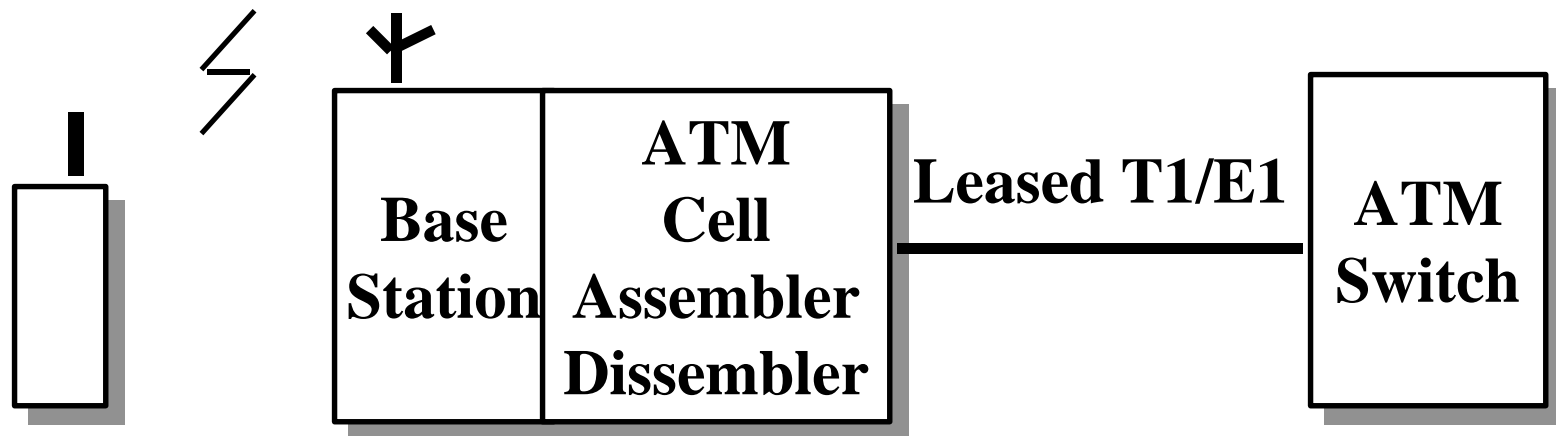 Base
Station
ATM
Cell
Assembler
Dissembler
Leased T1/E1
ATM
Switch